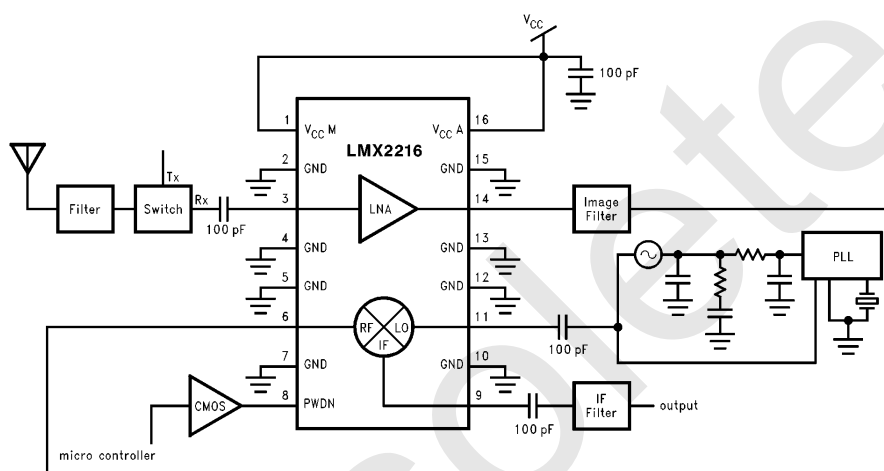 VCC
100 pF
1
VCC M
VCC A
16
LMX2216
2
GND
GND
15
Tx
Filter
Switch
Rx
100 pF
3
LNA
14
Image
Filter
4
GND
GND
13
PLL
5
GND
GND
12
6
RF
LO
IF
11
100 pF
7
GND
GND
10
CMOS
8
PWDN
9
100 pF
IF
Filter
output
micro controller
olete